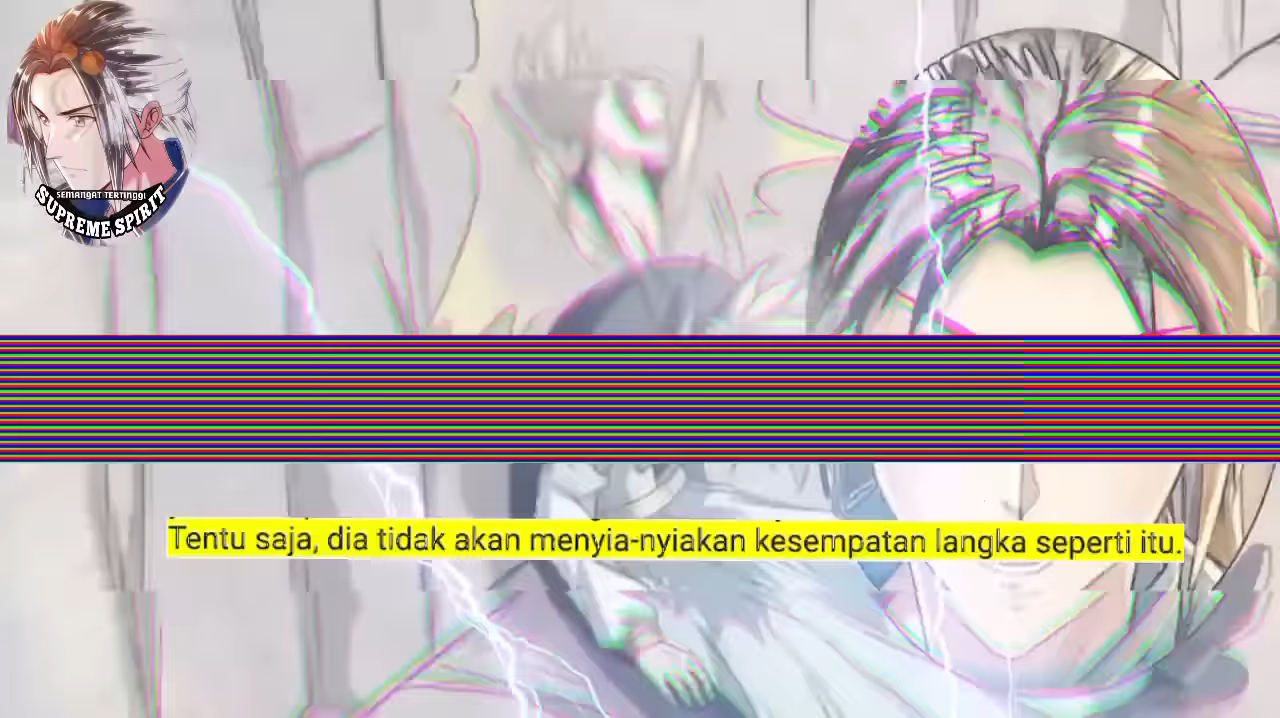 SEMANGAT TERTINGGI
SUPREME SPIRIT
Tentu saja, dia tidak akan menyia-nyiakan kesempatan langka seperti itu.